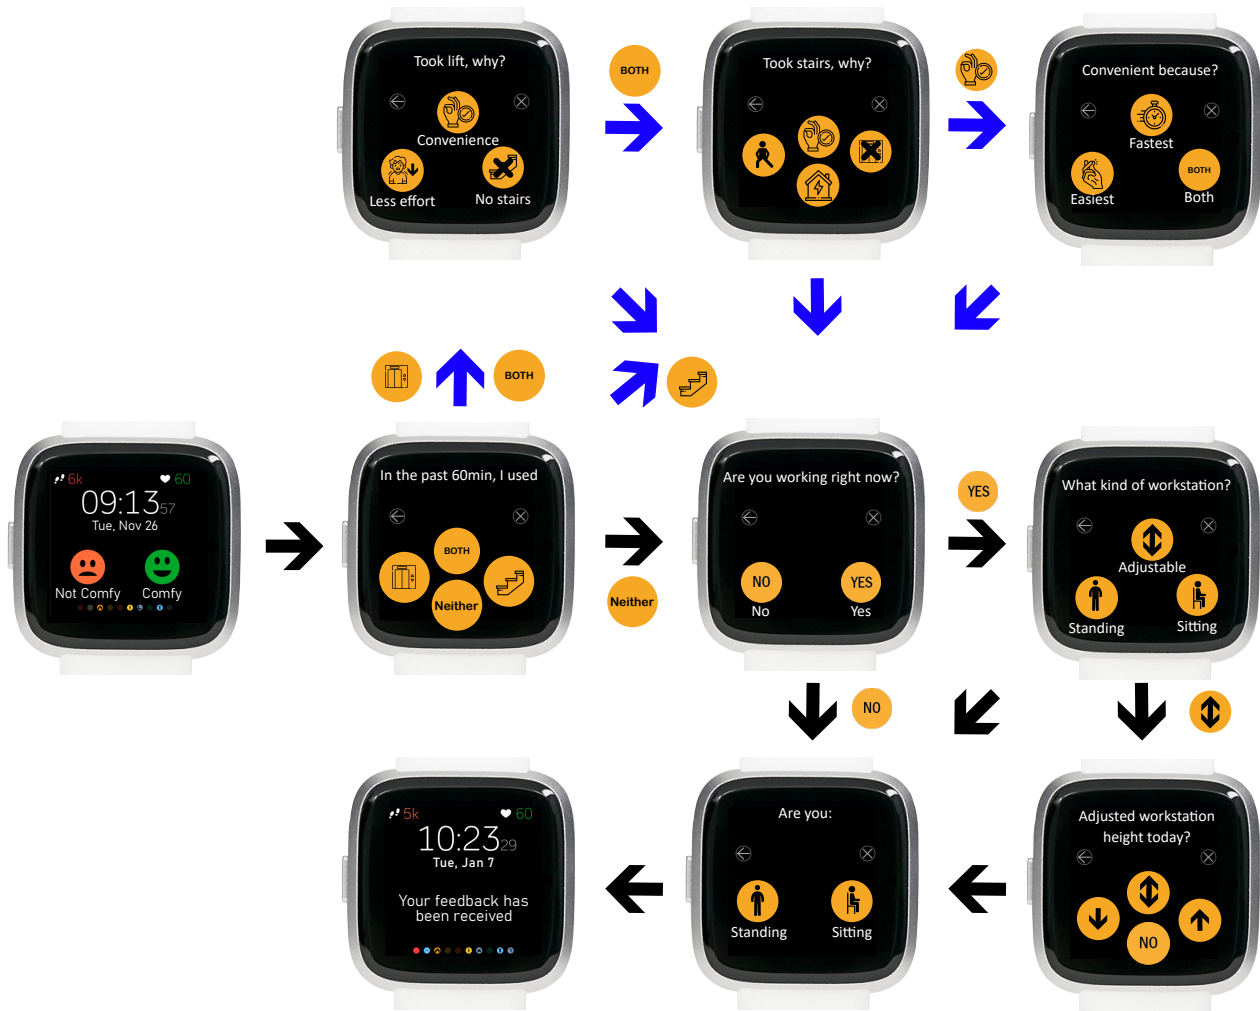 Took lift, why?
Convenience
Less effort
No stairs
BOTH
Took stairs, why?
Convenient because?
Fastest
Easiest
BOTH
Both
BOTH
6k
60
09:13 57
Tue, Nov 26
Not Comfy
Comfy
In the past 60min, I used
BOTH
Neither
Neither
Are you working right now?
NO
No
YES
Yes
YES
What kind of workstation?
Adjustable
Standing
Sitting
NO
5k
60
10:23 29
Tue, Jan 7
Your feedback has
been received
Are you:
Standing
Sitting
Adjusted workstation
height today?
NO